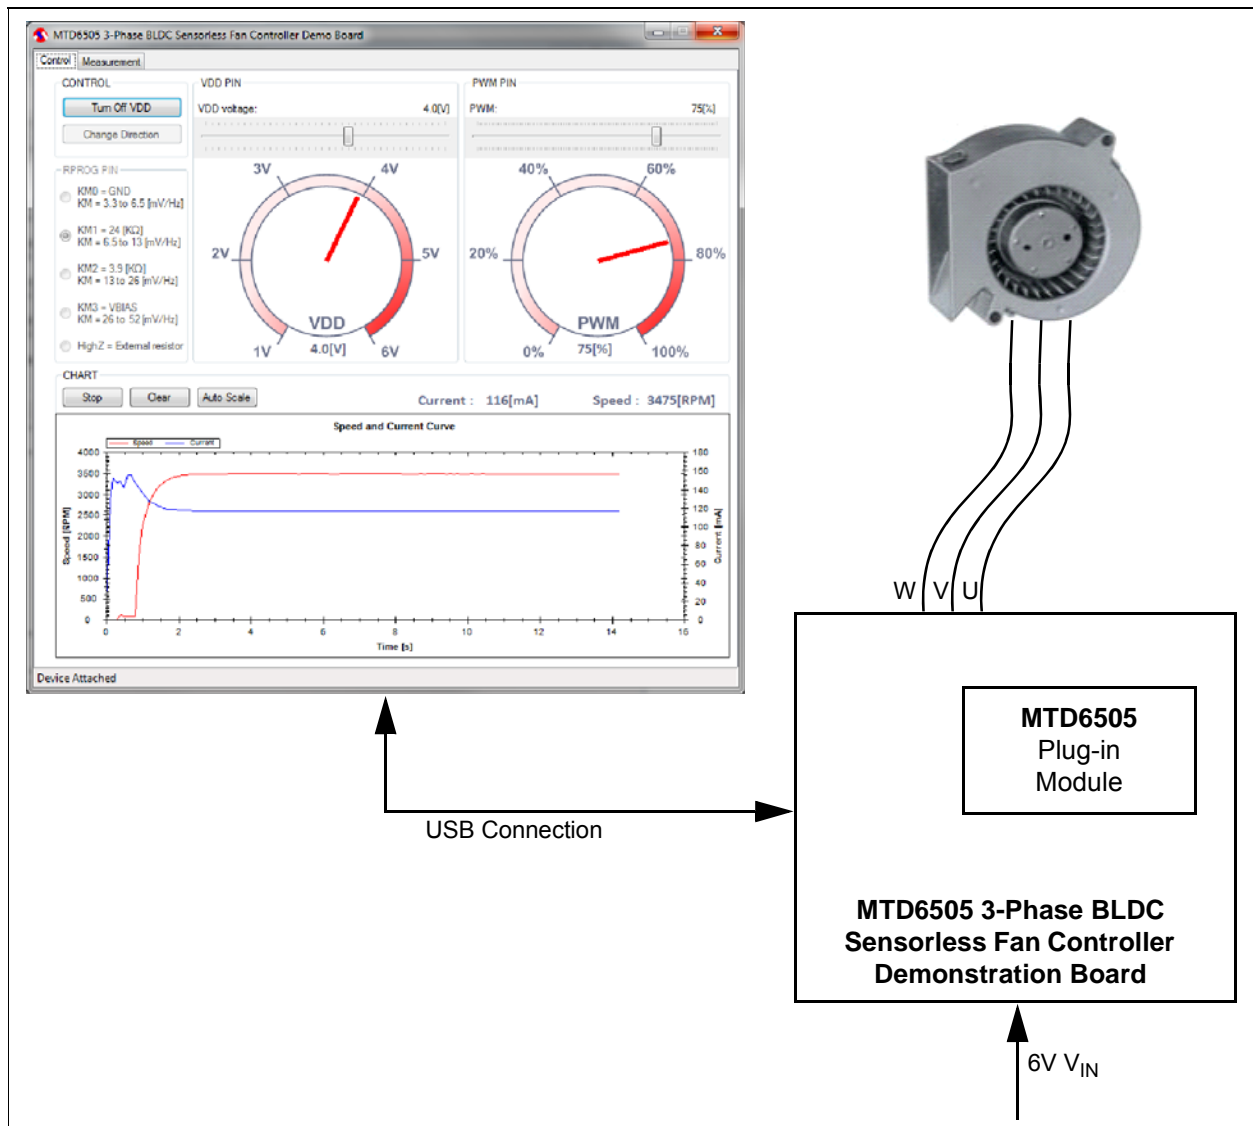 MTD6505 3-Phase BLDC Sensorless Fan Controller Demo Board
Control Measurement
CONTROL
Turn Off VDD
Change Direction
RPROG PIN
KM0 = GND
KM = 3.3 to 6.5 [mV/Hz]
KM1 = 24 [KΩ]
KM = 6.5 to 13 [mV/Hz]
KM2 = 3.9 [KΩ]
KM = 13 to 26 [mV/Hz]
KM3 = VBIAS
KM = 26 to 52 [mV/Hz]
HighZ = External resistor
VDD PIN
VDD voltage: 4.0[V]
3V 4V
2V 5V
VDD
1V 4.0[V] 6V
PWM PIN
PWM: 75[%]
40% 60%
20% 80%
PWM
0% 75[%] 100%
CHART
Stop Clear Auto Scale Current : 116[mA] Speed : 3475[RPM]
Speed and Current Curve
Speed Current
Speed [RPM]
4000
3500
3000
2500
2000
1500
1000
500
0
180
160
140
120
100
80
60
40
20
0
Current [mA]
0 2 4 6 8 10 12 14 16
Time [s]
Device Attached
W V U
USB Connection
MTD6505
Plug-in
Module
MTD6505 3-Phase BLDC
Sensorless Fan Controller
Demonstration Board
6V VIN